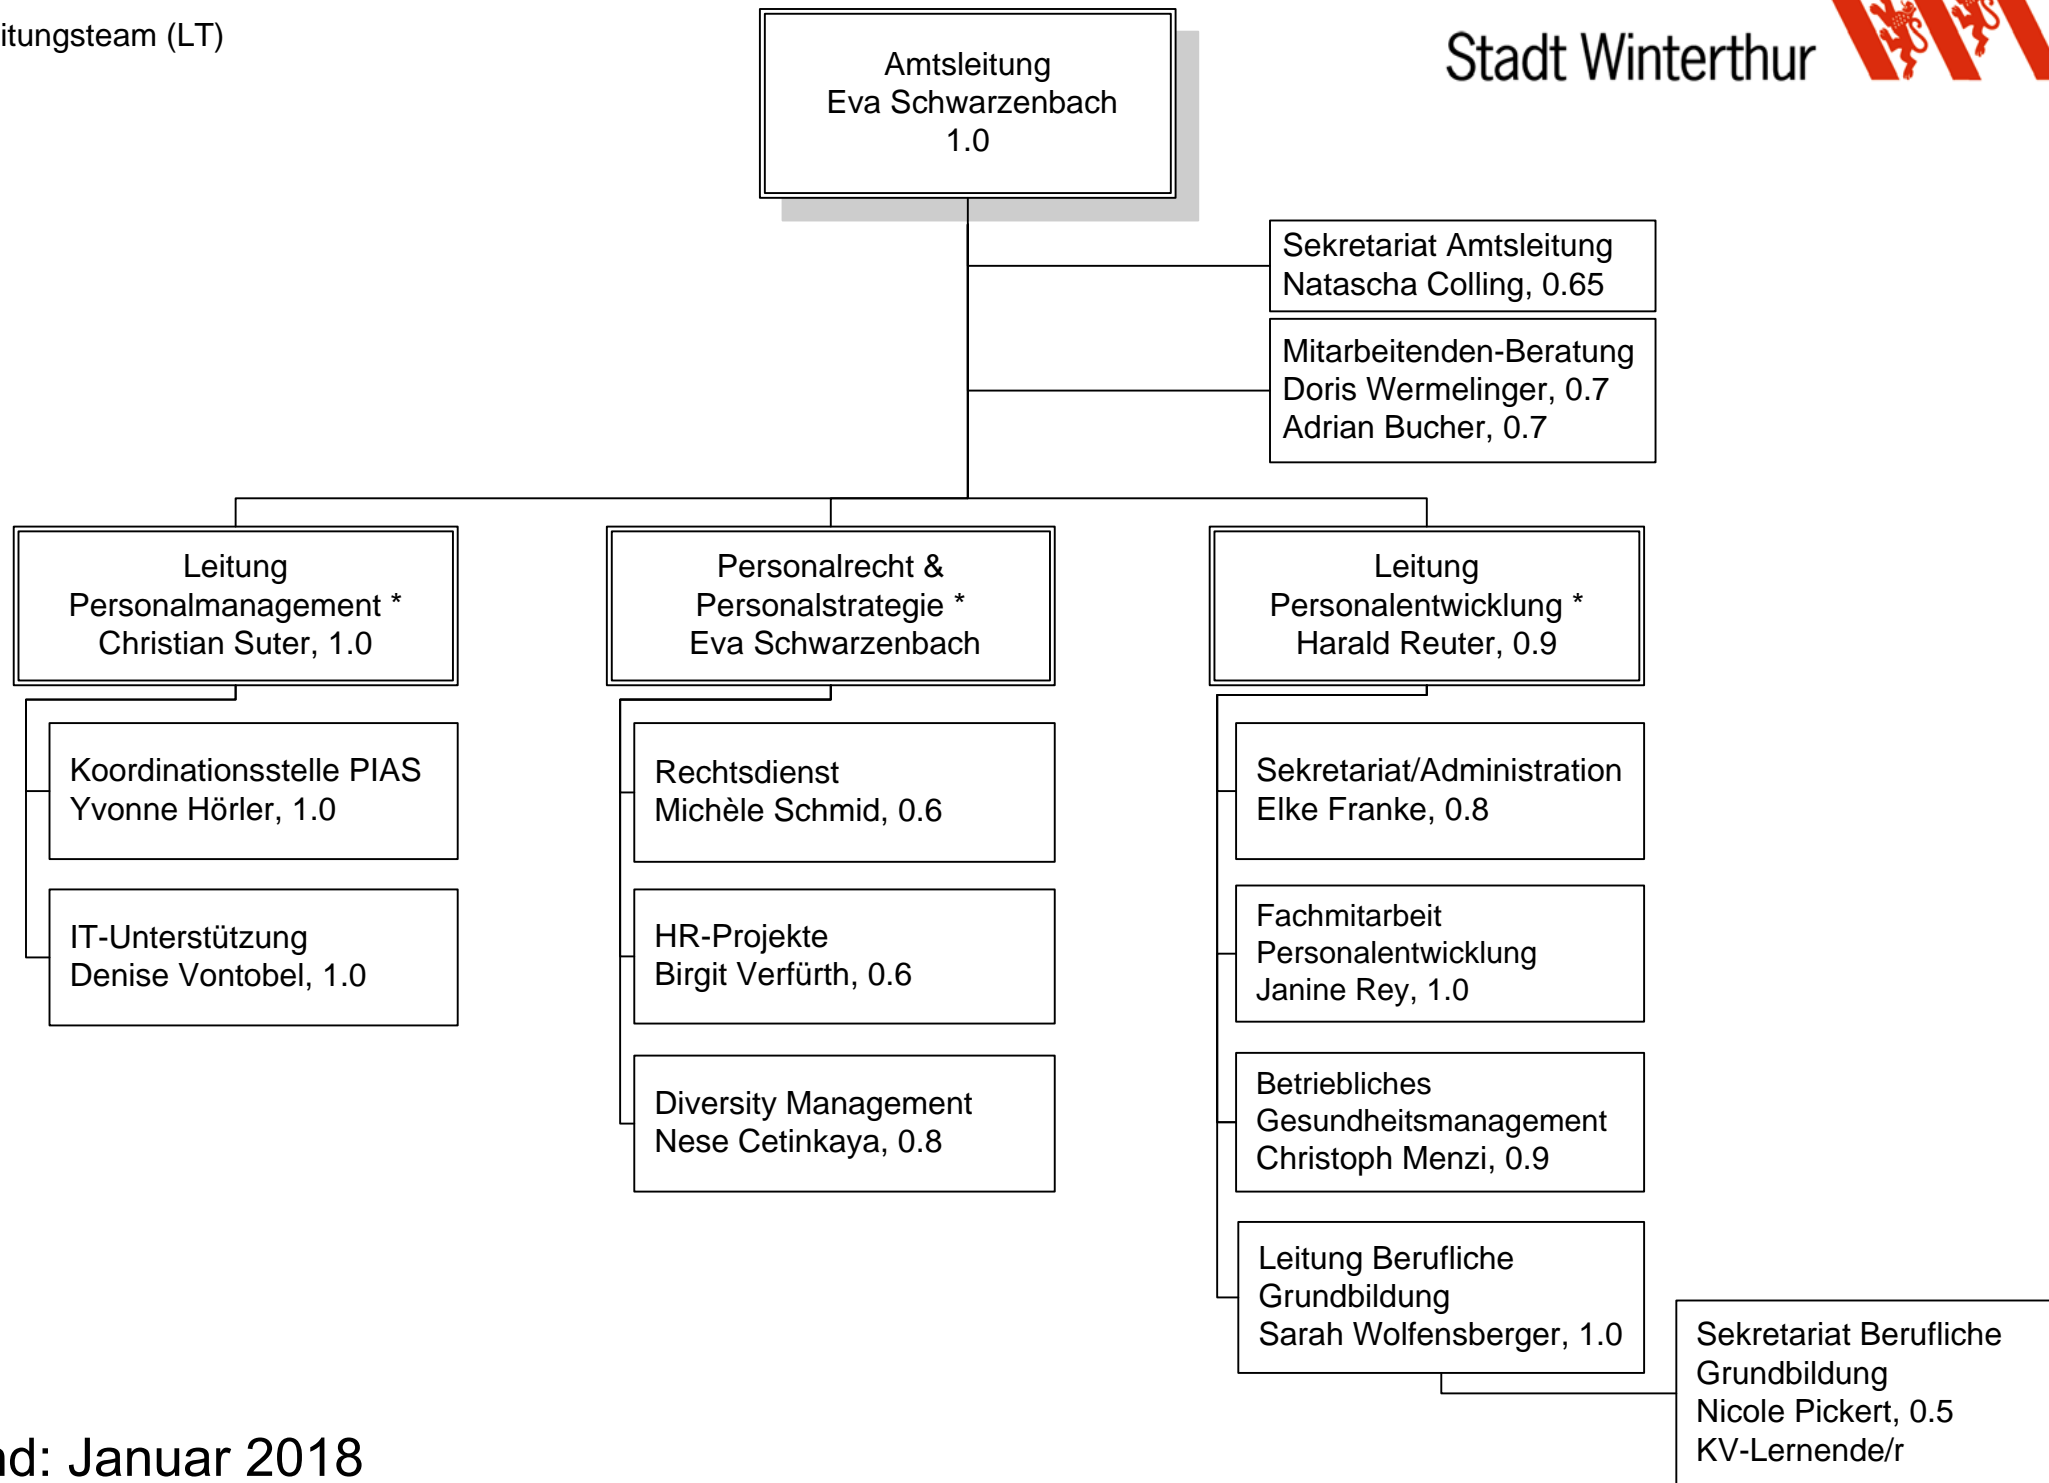 itungsteam (LT)
Stadt Winterthur
Amtsleitung
Eva Schwarzenbach
1.0
Sekretariat Amtsleitung
Natascha Colling, 0.65
Mitarbeitenden-Beratung
Doris Wermelinger, 0.7
Adrian Bucher, 0.7
Leitung
Personalmanagement *
Christian Suter, 1.0
Personalrecht &
Personalstrategie *
Eva Schwarzenbach
Leitung
Personalentwicklung *
Harald Reuter, 0.9
Koordinationsstelle PIAS
Yvonne Hörler, 1.0
IT-Unterstützung
Denise Vontobel, 1.0
Rechtsdienst
Michèle Schmid, 0.6
HR-Projekte
Birgit Verfürth, 0.6
Diversity Management
Nese Cetinkaya, 0.8
Sekretariat/Administration
Elke Franke, 0.8
Fachmitarbeit
Personalentwicklung
Janine Rey, 1.0
Betriebliches
Gesundheitsmanagement
Christoph Menzi, 0.9
Leitung Berufliche
Grundbildung
Sarah Wolfensberger, 1.0
Sekretariat Berufliche
Grundbildung
Nicole Pickert, 0.5
KV-Lernende/r
nd: Januar 2018